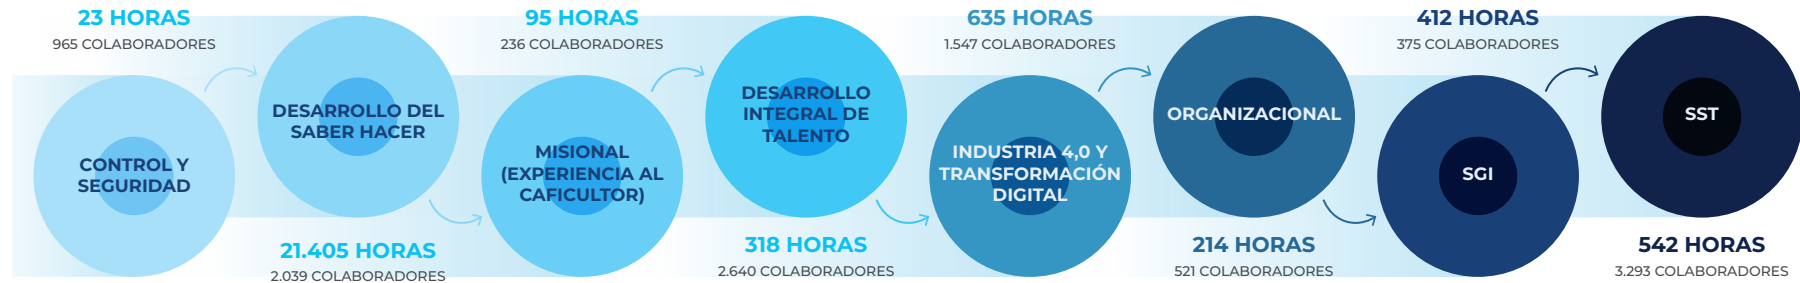 23 HORAS
965 COLABORADORES
CONTROL Y
SEGURIDAD
DESARROLLO DEL
SABER HACER
21.405 HORAS
2.039 COLABORADORES
95 HORAS
236 COLABORADORES
MISIONAL
(EXPERIENCIA AL
CAFICULTOR)
DESARROLLO
INTEGRAL DE
TALENTO
318 HORAS
2.640 COLABORADORES
635 HORAS
1.547 COLABORADORES
INDUSTRIA 4,0 Y
TRANSFORMACIÓN
DIGITAL
ORGANIZACIONAL
214 HORAS
521 COLABORADORES
412 HORAS
375 COLABORADORES
SGI
SST
542 HORAS
3.293 COLABORADORES